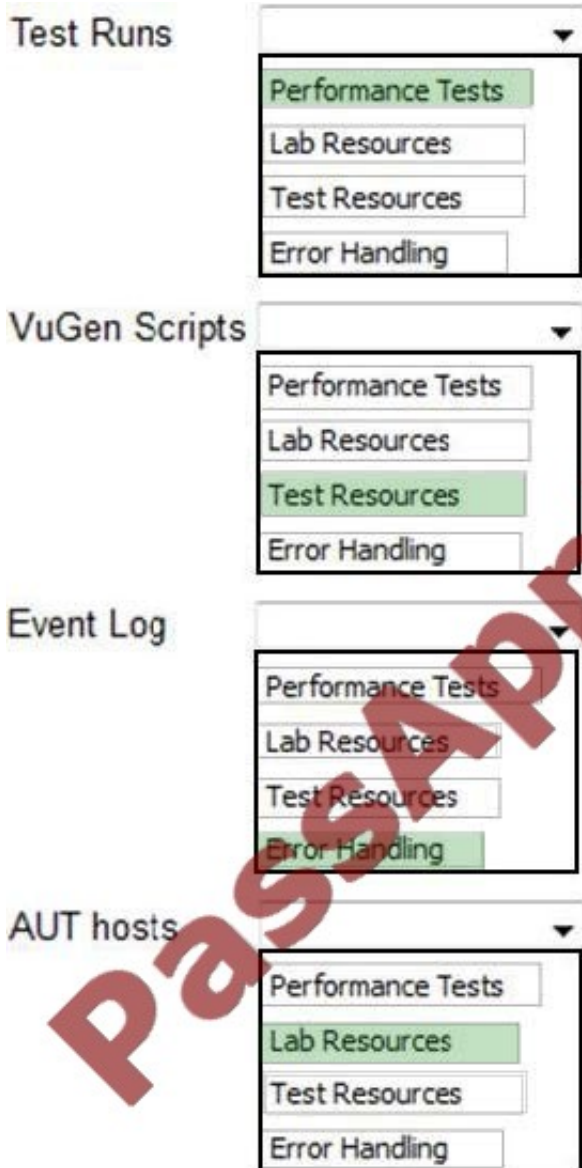 Test Runs
Performance Tests
Lab Resources
Test Resources
Error Handling
VuGen Scripts
Performance Tests
Lab Resources
Test Resources
Error Handling
Event Log
Performance Tests
Lab Resources
Test Resources
Error Handling
AUT hosts
Performance Tests
Lab Resources
Test Resources
Error Handling